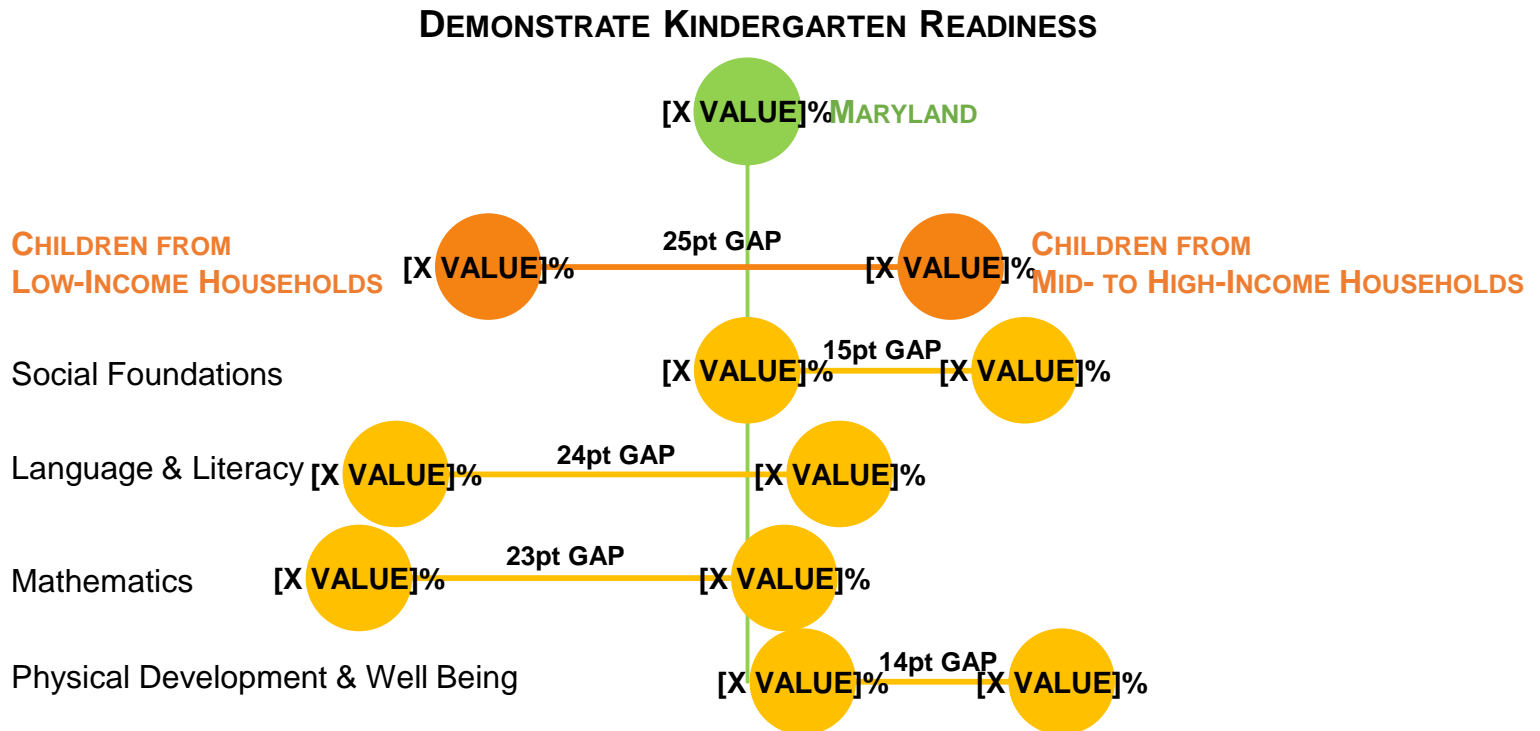 DEMONSTRATE KINDERGARTEN READINESS
[X VALUE]% MARYLAND
CHILDREN FROM
LOW-INCOME HOUSEHOLDS
[X VALUE]%
25pt GAP
[X VALUE]%
CHILDREN FROM
MID- TO HIGH-INCOME HOUSEHOLDS
Social Foundations
[X VALUE]%
15pt GAP
[X VALUE]%
Language & Literacy
[X VALUE]%
24pt GAP
[X VALUE]%
Mathematics
[X VALUE]%
23pt GAP
[X VALUE]%
Physical Development & Well Being
[X VALUE]%
14pt GAP
[X VALUE]%